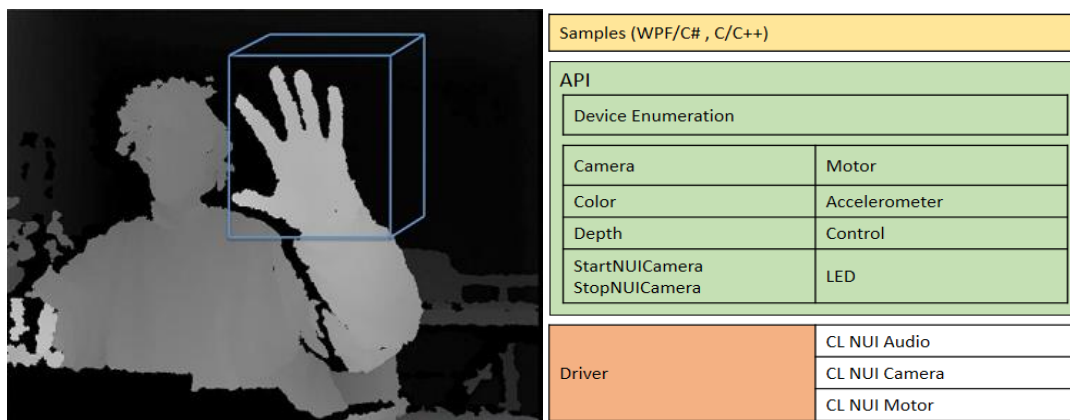 Samples (WPF/C# , C/C++)
API
Device Enumeration
Camera
Motor
Color
Accelerometer
Depth
Control
StartNUICamera
StopNUICamera
LED
Driver
CL NUI Audio
CL NUI Camera
CL NUI Motor